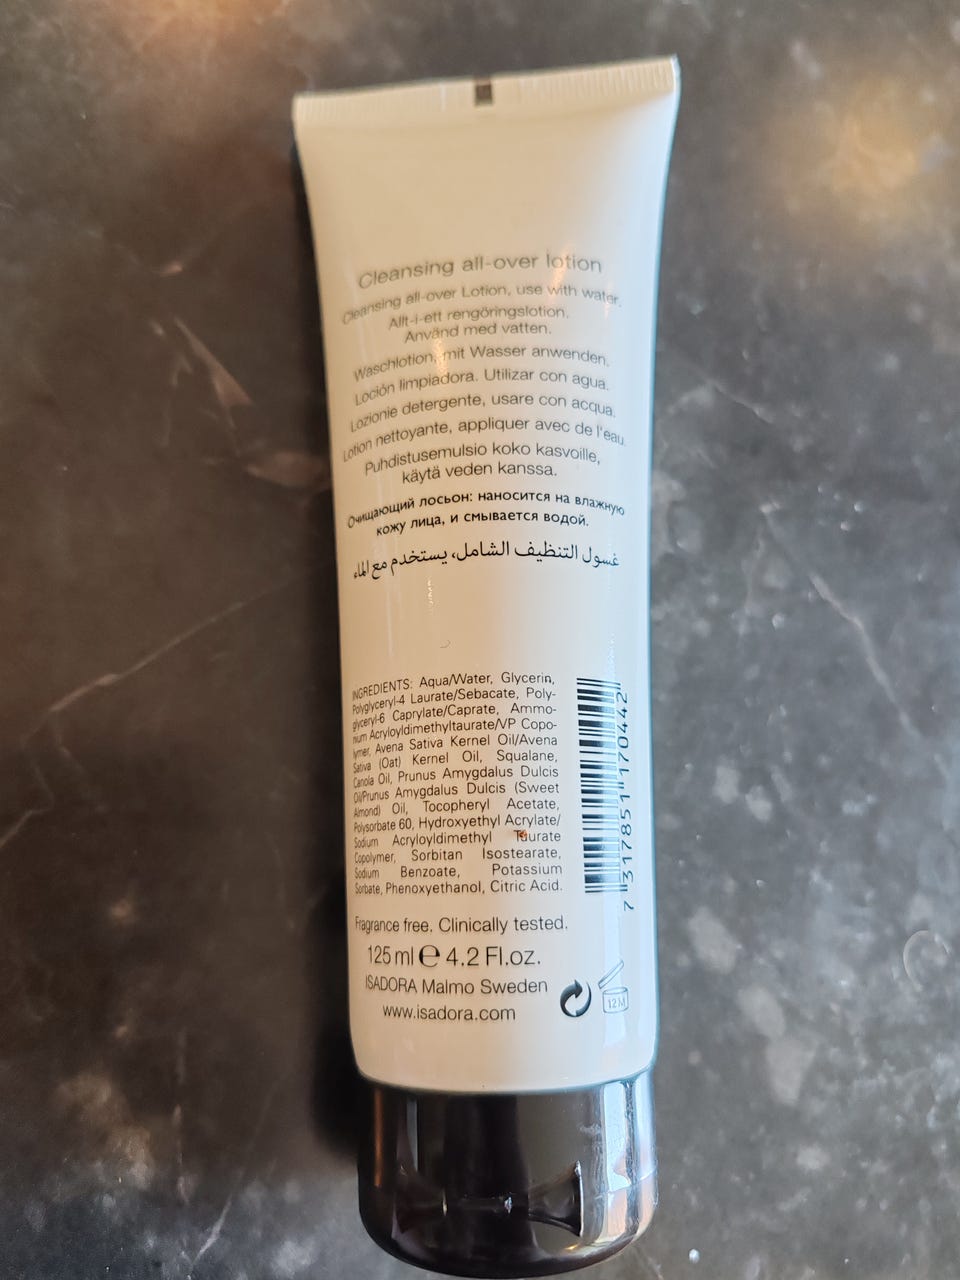 Cleansing all-over lotion
Cleansing all-over Lotion, use with water.
Allt-i-ett rengöringslotion.
Använd med vatten.
Waschlotion, mit Wasser anwenden.
Loción limpiadora. Utilizar con agua.
Lozionie detergente, usare con acqua.
Lotion nettoyante, appliquer avec de l'eau.
Puhdistusemulsio koko kasvoille,
käytä veden kanssa.
Очищающий лосьон: наносится на влажную
кожу лица, и смывается водой.
غسول التنظيف الشامل، يستخدم مع الماء
INGREDIENTS: Aqua/Water, Glycerin,
Polyglyceryl-4 Laurate/Sebacate, Poly-
glyceryl-6 Caprylate/Caprate, Ammo-
nium Acryloyldimethyltaurate/VP Copo-
lymer, Avena Sativa Kernel Oil/Avena
Sativa (Oat) Kernel Oil, Squalane,
Canola Oil, Prunus Amygdalus Dulcis
Oil/Prunus Amygdalus Dulcis (Sweet
Almond) Oil, Tocopheryl Acetate,
Polysorbate 60, Hydroxyethyl Acrylate/
Sodium Acryloyldimethyl Taurate
Copolymer, Sorbitan Isostearate,
Sodium Benzoate, Potassium
Sorbate, Phenoxyethanol, Citric Acid.
7 317851 170442
Fragrance free. Clinically tested.
125 ml e 4.2 Fl.oz.
ISADORA Malmo Sweden
www.isadora.com
12M